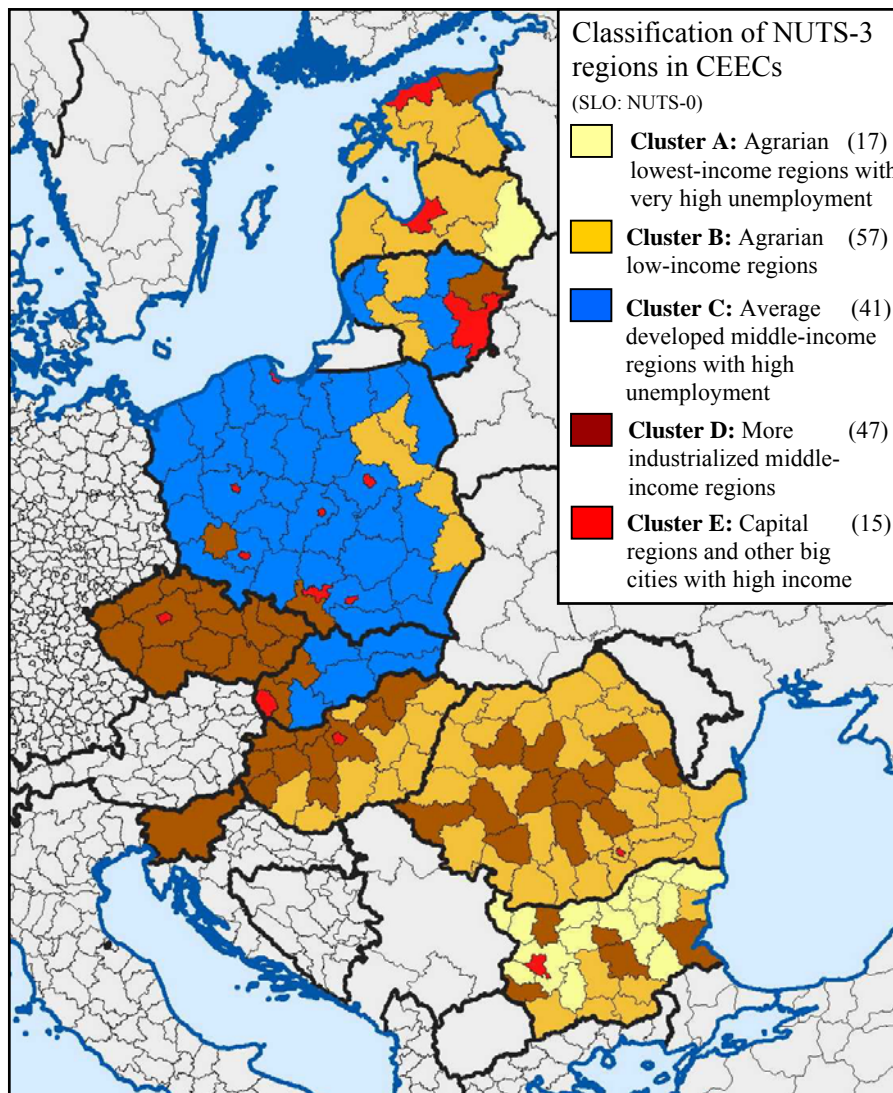 Classification of NUTS-3
regions in CEECs
(SLO: NUTS-0)
Cluster A: Agrarian (17)
lowest-income regions with
very high unemployment
Cluster B: Agrarian (57)
low-income regions
Cluster C: Average (41)
developed middle-income
regions with high
unemployment
Cluster D: More (47)
industrialized middle-
income regions
Cluster E: Capital (15)
regions and other big
cities with high income